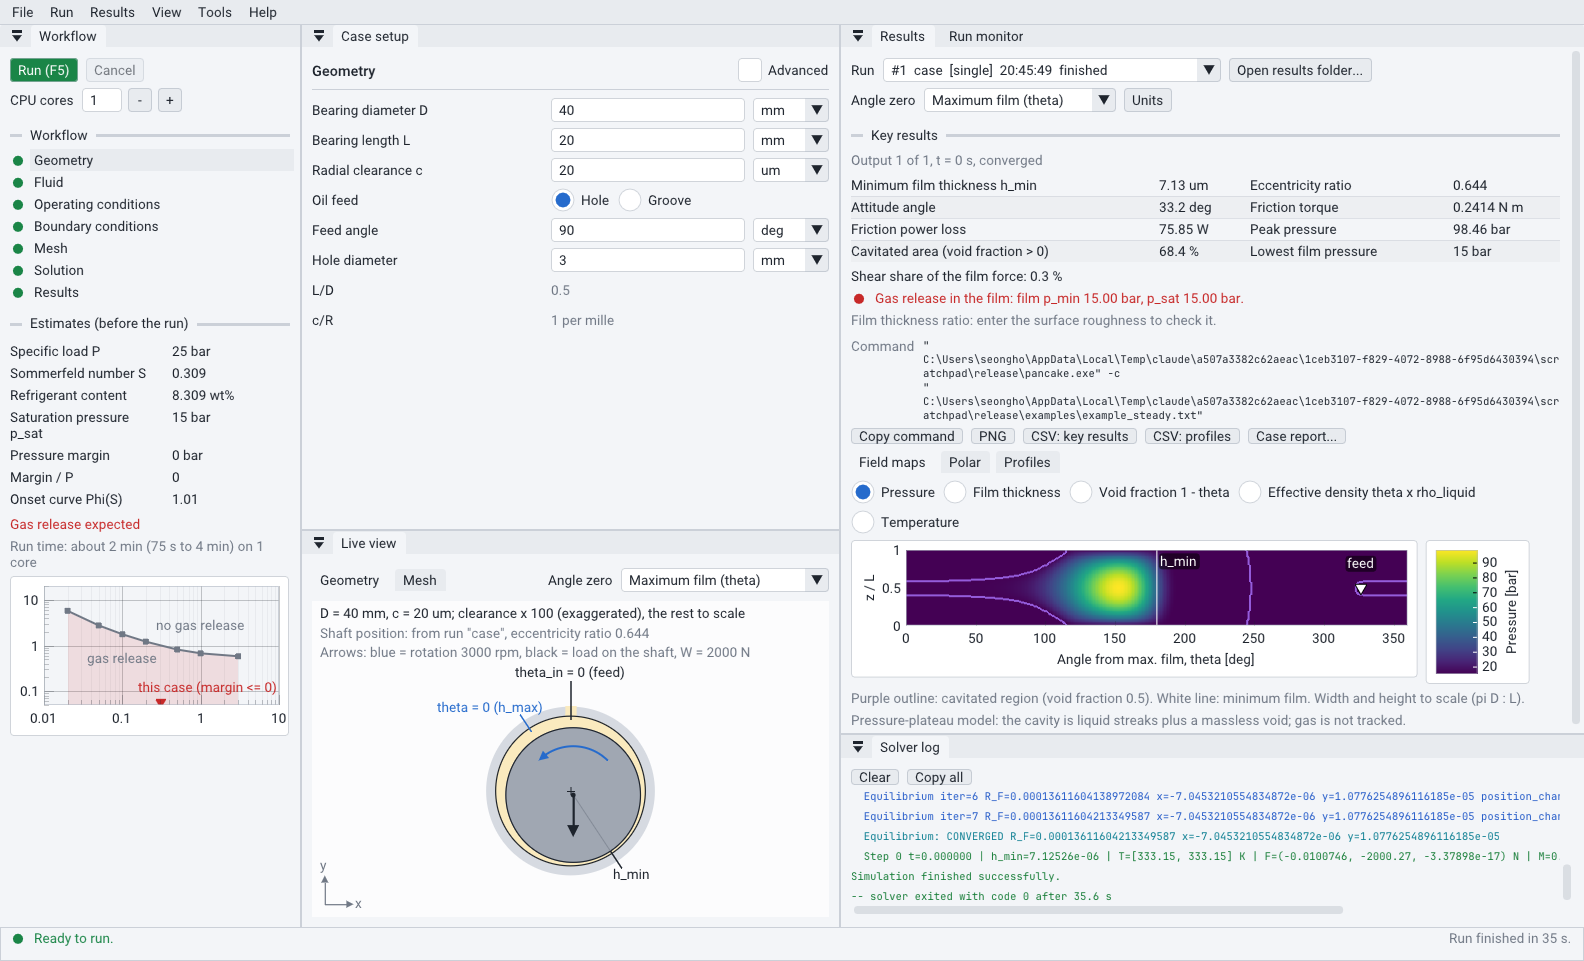 File Run Results View Tools Help
Workflow
Run (F5) Cancel
CPU cores 1 - +
Workflow
Geometry
Fluid
Operating conditions
Boundary conditions
Mesh
Solution
Results
Estimates (before the run)
Specific load P 25 bar
Sommerfeld number S 0.309
Refrigerant content 8.309 wt%
Saturation pressure 15 bar
p_sat
Pressure margin 0 bar
Margin / P 0
Onset curve Phi(S) 1.01
Gas release expected
Run time: about 2 min (75 s to 4 min) on 1
core
10
no gas release
1
gas release
this case (margin <= 0)
0.1
0.01 0.1 1 10
Case setup
Geometry Advanced
Bearing diameter D 40 mm
Bearing length L 20 mm
Radial clearance c 20 um
Oil feed Hole Groove
Feed angle 90 deg
Hole diameter 3 mm
L/D 0.5
c/R 1 per mille
Live view
Geometry Mesh Angle zero Maximum film (theta)
D = 40 mm, c = 20 um; clearance x 100 (exaggerated), the rest to scale
Shaft position: from run "case", eccentricity ratio 0.644
Arrows: blue = rotation 3000 rpm, black = load on the shaft, W = 2000 N
theta_in = 0 (feed)
theta = 0 (h_max)
h_min
y
x
Results Run monitor
Run #1 case [single] 20:45:49 finished Open results folder...
Angle zero Maximum film (theta) Units
Key results
Output 1 of 1, t = 0 s, converged
Minimum film thickness h_min 7.13 um Eccentricity ratio 0.644
Attitude angle 33.2 deg Friction torque 0.2414 N m
Friction power loss 75.85 W Peak pressure 98.46 bar
Cavitated area (void fraction > 0) 68.4 % Lowest film pressure 15 bar
Shear share of the film force: 0.3 %
Gas release in the film: film p_min 15.00 bar, p_sat 15.00 bar.
Film thickness ratio: enter the surface roughness to check it.
Command "
C:\Users\seongho\AppData\Local\Temp\claude\a507a3382c62aeac\1ceb3107-f829-4072-8988-6f95d6430394\scr
atchpad\release\pancake.exe" -c
"
C:\Users\seongho\AppData\Local\Temp\claude\a507a3382c62aeac\1ceb3107-f829-4072-8988-6f95d6430394\scr
atchpad\release\examples\example_steady.txt"
Copy command PNG CSV: key results CSV: profiles Case report...
Field maps Polar Profiles
Pressure Film thickness Void fraction 1 - theta Effective density theta x rho_liquid
Temperature
z / L
1
0.5
0
h_min
feed
0 50 100 150 200 250 300 350
Angle from max. film, theta [deg]
90
80
70
60
50
40
30
20
Pressure [bar]
Purple outline: cavitated region (void fraction 0.5). White line: minimum film. Width and height to scale (pi D : L).
Pressure-plateau model: the cavity is liquid streaks plus a massless void; gas is not tracked.
Solver log
Clear Copy all
Equilibrium iter=6 R_F=0.00013611604138972084 x=-7.0453210554834872e-06 y=1.0776254896116185e-05 position_char
Equilibrium iter=7 R_F=0.00013611604213349587 x=-7.0453210554834872e-06 y=1.0776254896116185e-05 position_char
Equilibrium: CONVERGED R_F=0.00013611604213349587 x=-7.0453210554834872e-06 y=1.0776254896116185e-05
Step 0 t=0.000000 | h_min=7.12526e-06 | T=[333.15, 333.15] K | F=(-0.0100746, -2000.27, -3.37898e-17) N | M=0.
Simulation finished successfully.
-- solver exited with code 0 after 35.6 s
Ready to run. Run finished in 35 s.